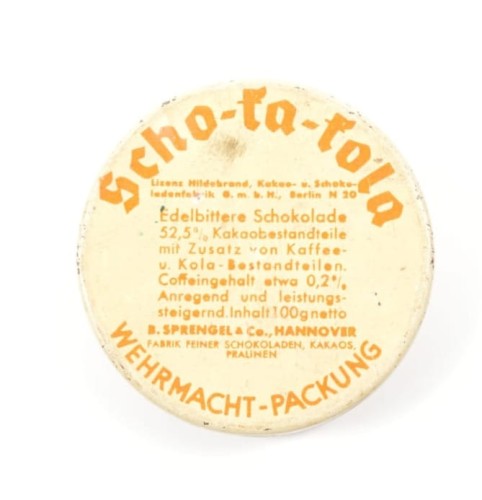 Scho-ka-kola
Lizenz Hildebrand, Kakao- u. Schoko-
ladenfabrik G.m.b.H., Berlin N 20
Edelbittere Schokolade
52,5% Kakaobestandteile
mit Zusatz von Kaffee-
u. Kola-Bestandteilen.
Coffeingehalt etwa 0,2%
Anregend und leistungs-
steigernd. Inhalt 100g netto
B. SPRENGEL & Co., HANNOVER
FABRIK FEINER SCHOKOLADEN, KAKAOS,
PRALINEN
WEHRMACHT-PACKUNG